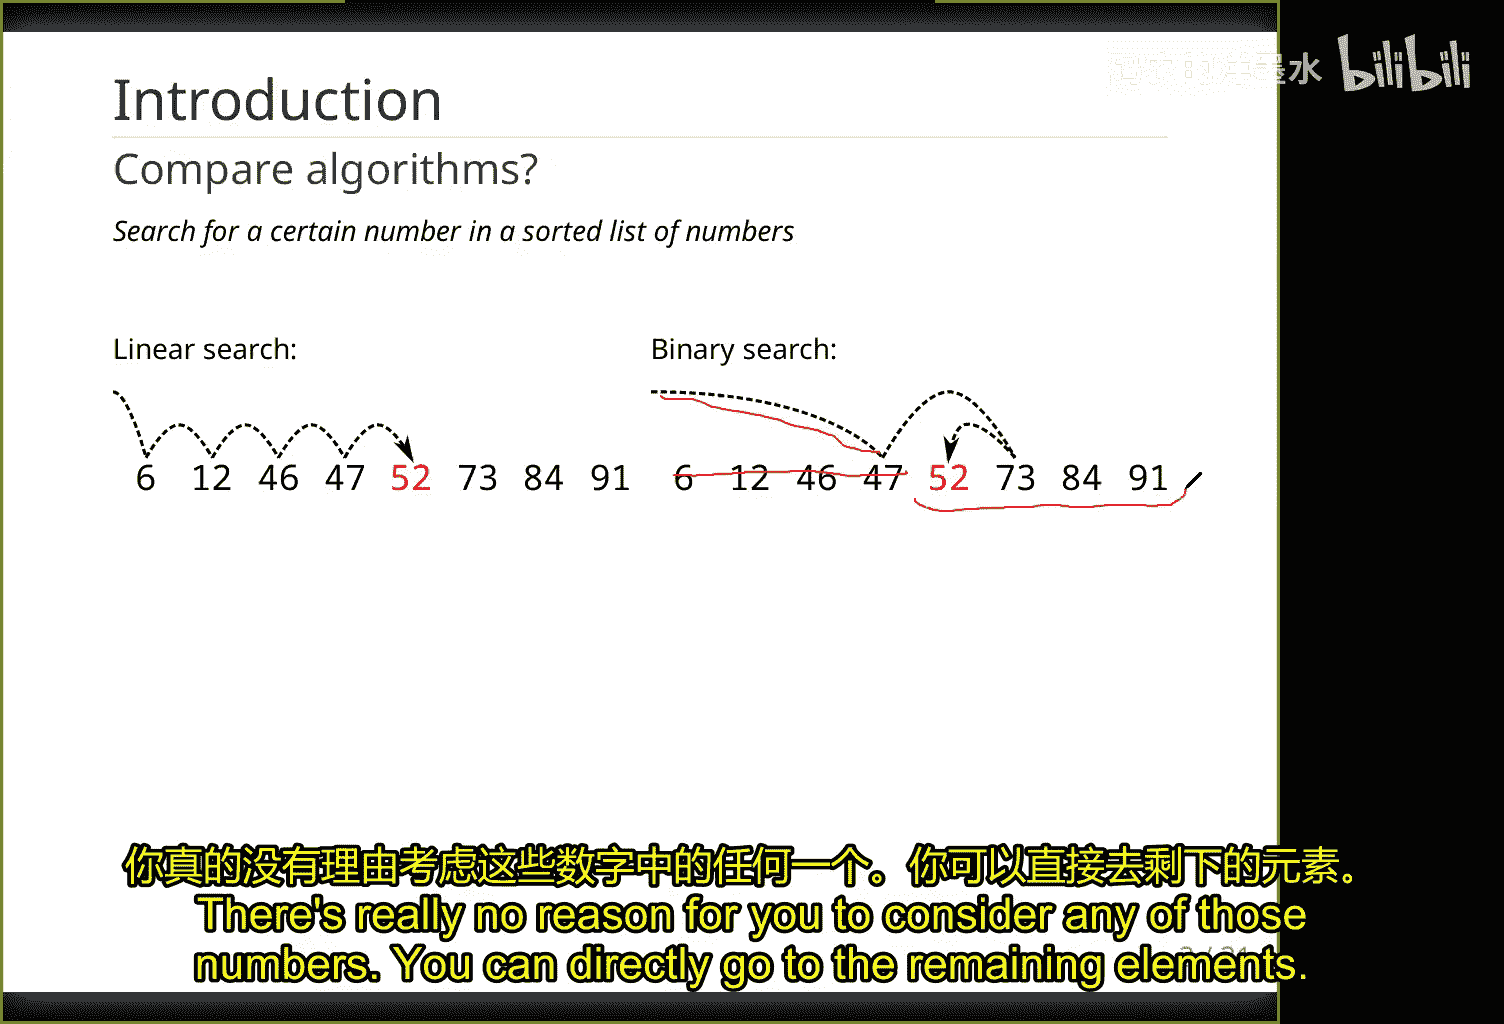 bilibili
Introduction
Compare algorithms?
Search for a certain number in a sorted list of numbers
Linear search:
Binary search:
6 12 46 47 52 73 84 91
6 12 46 47 52 73 84 91
你真的没有理由考虑这些数字中的任何一个。你可以直接去剩下的元素。
There's really no reason for you to consider any of those
numbers. You can directly go to the remaining elements.